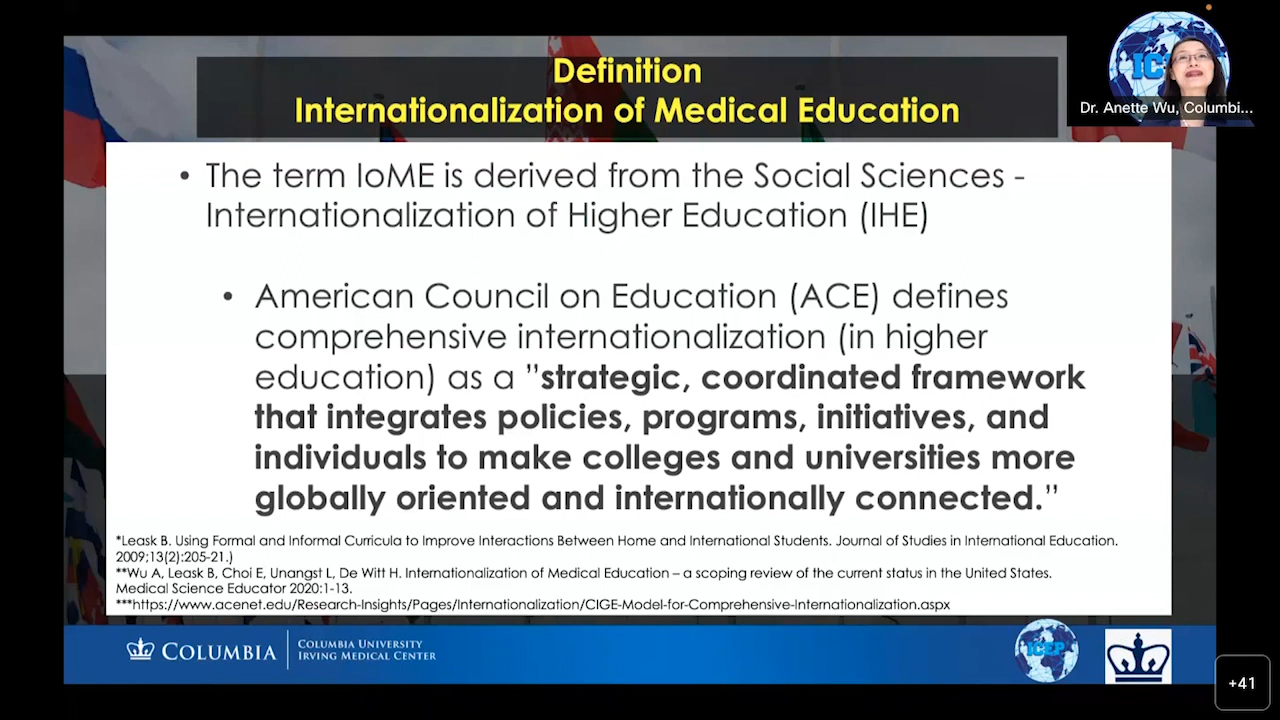 Definition
Internationalization of Medical Education
• The term IoME is derived from the Social Sciences -
Internationalization of Higher Education (IHE)
• American Council on Education (ACE) defines
comprehensive internationalization (in higher
education) as a ”strategic, coordinated framework
that integrates policies, programs, initiatives, and
individuals to make colleges and universities more
globally oriented and internationally connected.”
*Leask B. Using Formal and Informal Curricula to Improve Interactions Between Home and International Students. Journal of Studies in International Education.
2009;13(2):205-21.)
**Wu A, Leask B, Choi E, Unangst L, De Witt H. Internationalization of Medical Education – a scoping review of the current status in the United States.
Medical Science Educator 2020:1-13.
***https://www.acenet.edu/Research-Insights/Pages/Internationalization/CIGE-Model-for-Comprehensive-Internationalization.aspx
COLUMBIA
COLUMBIA UNIVERSITY
IRVING MEDICAL CENTER
ICEP
IC
Dr. Anette Wu, Columbi...
+41